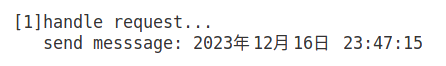 [1]handle request...
send messsage: 2023年12月16日 23:47:15